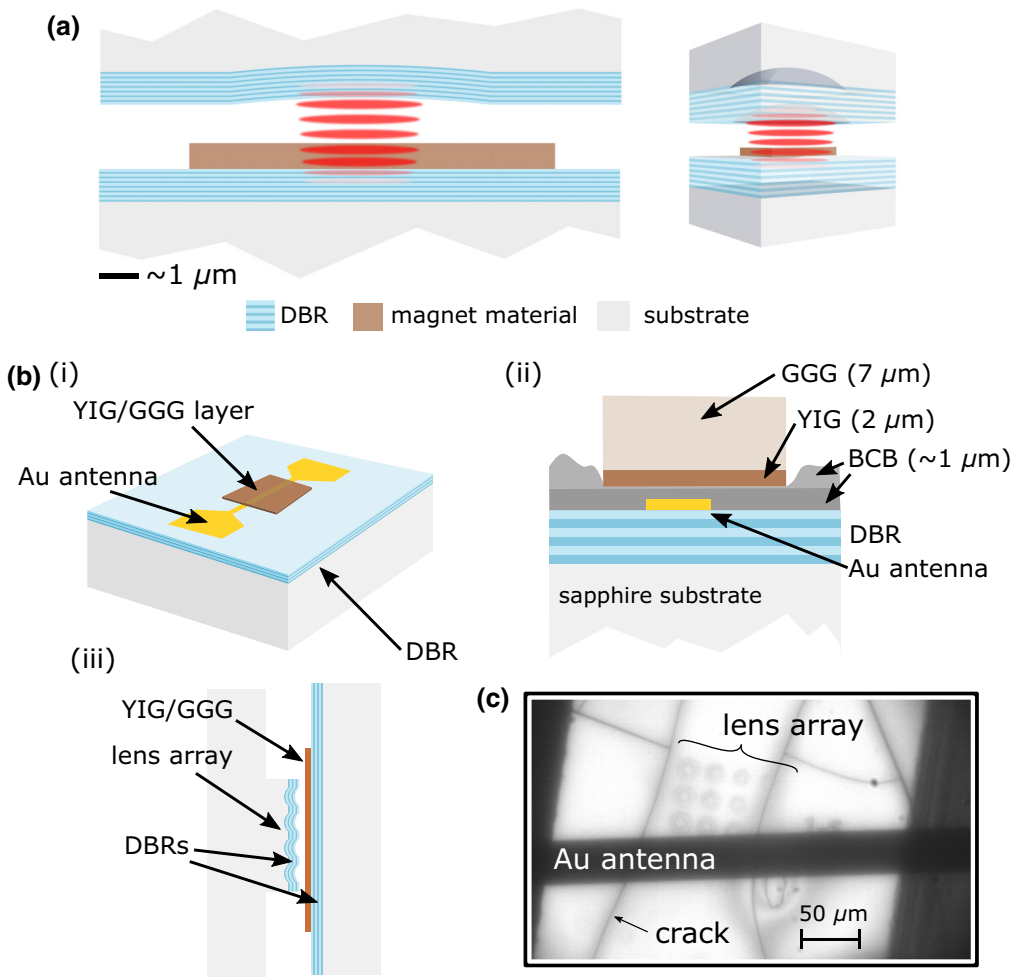 (a)
~1 µm
DBR
magnet material
substrate
(b) (i)
YIG/GGG layer
Au antenna
DBR
(ii)
GGG (7 µm)
YIG (2 µm)
BCB (~1 µm)
DBR
Au antenna
sapphire substrate
(iii)
YIG/GGG
lens array
DBRs
(c)
lens array
Au antenna
crack
50 µm